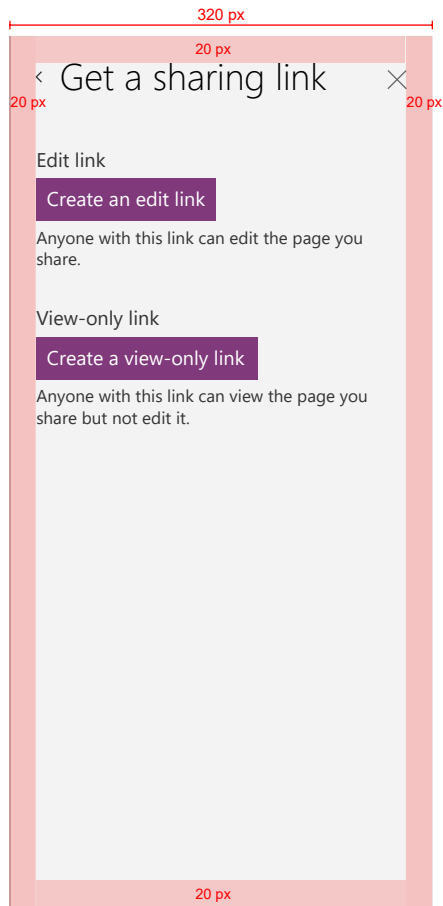 320 px
20 px
Get a sharing link
20 px
20 px
Edit link
Create an edit link
Anyone with this link can edit the page you
share.
View-only link
Create a view-only link
Anyone with this link can view the page you
share but not edit it.
20 px